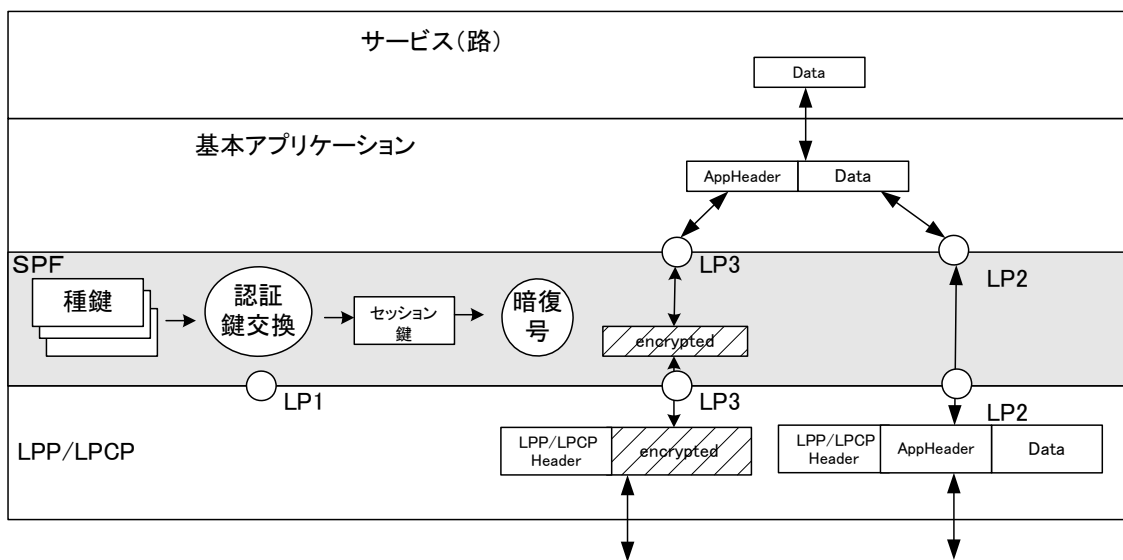 サービス(路)
Data
基本アプリケーション
AppHeader
Data
SPF
LP3
LP2
種鍵
認証
鍵交換
セッション
鍵
暗復
号
encrypted
LP1
LP3
LP2
LPP/LPCP
LPP/LPCP
Header
encrypted
LPP/LPCP
Header
AppHeader
Data